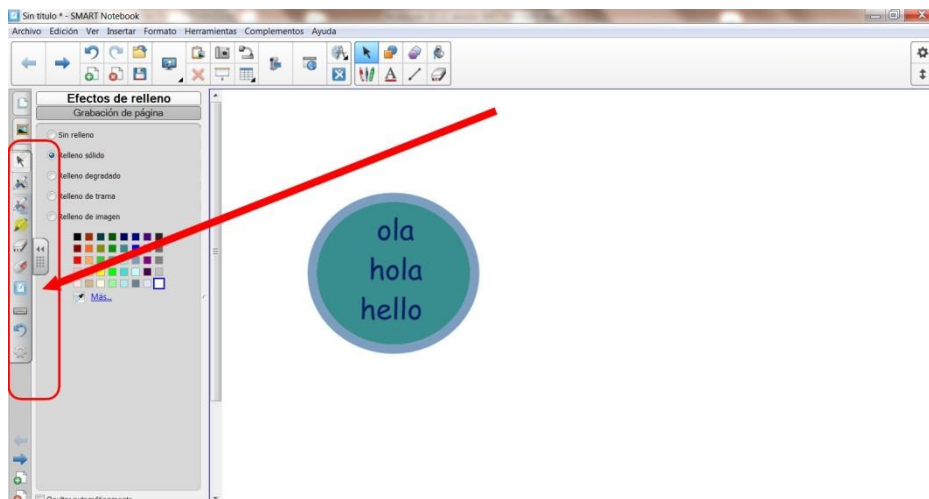 Sin título * - SMART Notebook
Archivo Edición Ver Insertar Formato Herramientas Complementos Ayuda
Efectos de relleno
Grabación de página
Sin relleno
Relleno sólido
Relleno degradado
Relleno de trama
Relleno de imagen
Más...
ola
hola
hello